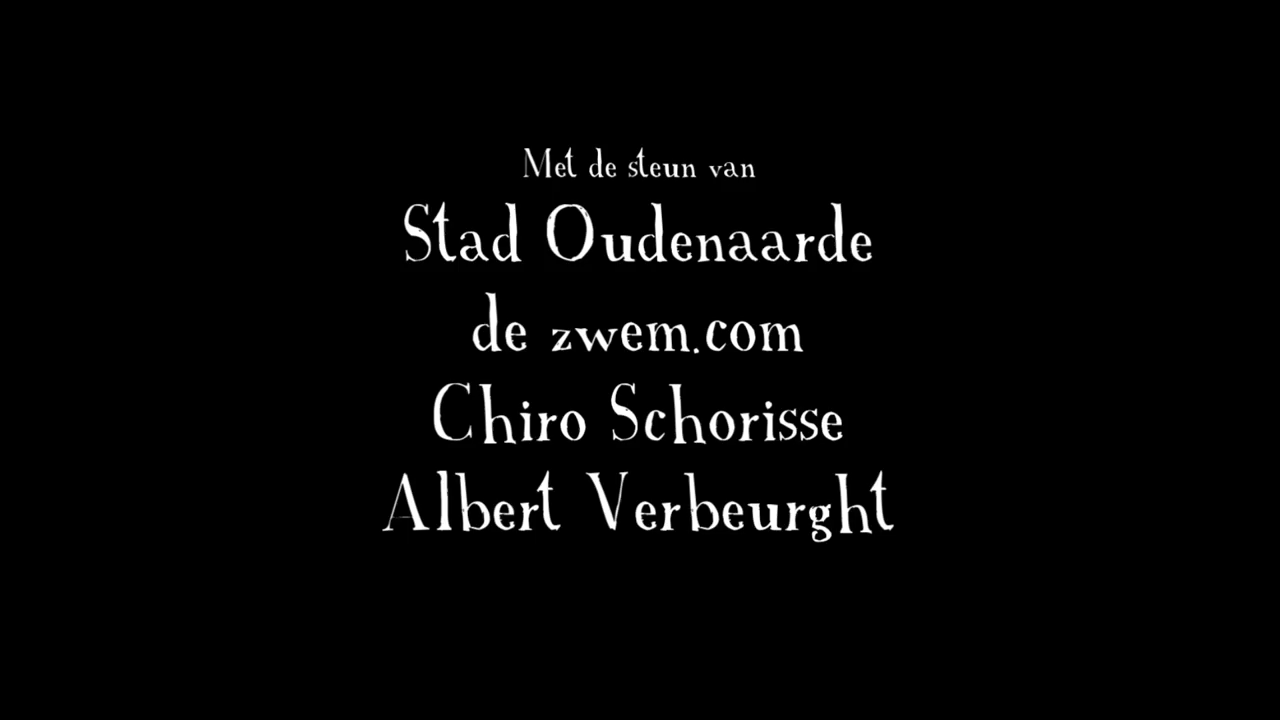 Met de steun van
Stad Oudenaarde
de zwem.com
Chiro Schorisse
Albert Verbeurght